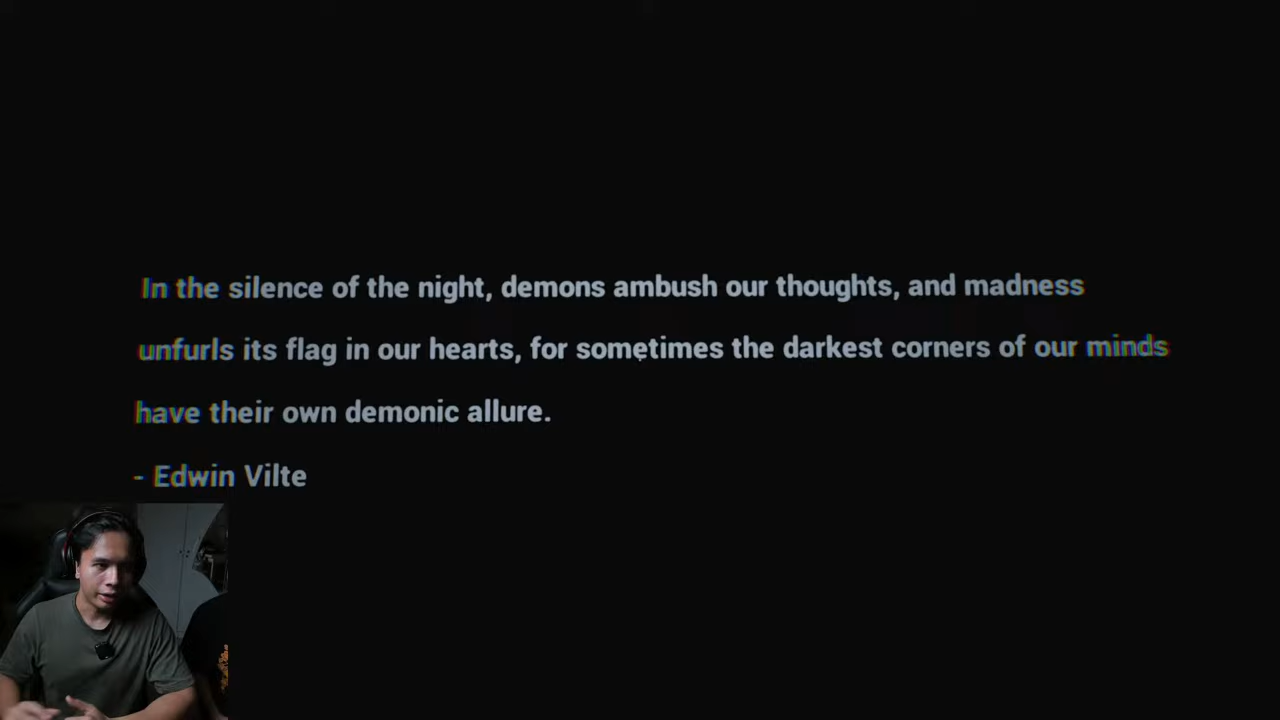 In the silence of the night, demons ambush our thoughts, and madness
unfurls its flag in our hearts, for sometimes the darkest corners of our minds
have their own demonic allure.
- Edwin Vilte